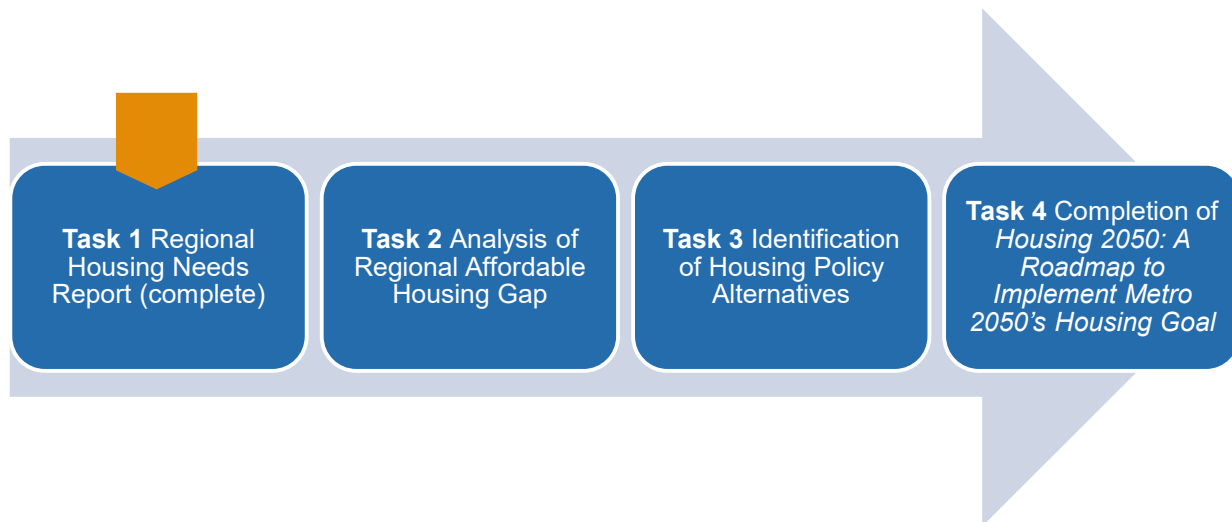 Task 1 Regional
Housing Needs
Report (complete)
Task 2 Analysis of
Regional Affordable
Housing Gap
Task 3 Identification
of Housing Policy
Alternatives
Task 4 Completion of
Housing 2050: A
Roadmap to
Implement Metro
2050’s Housing Goal